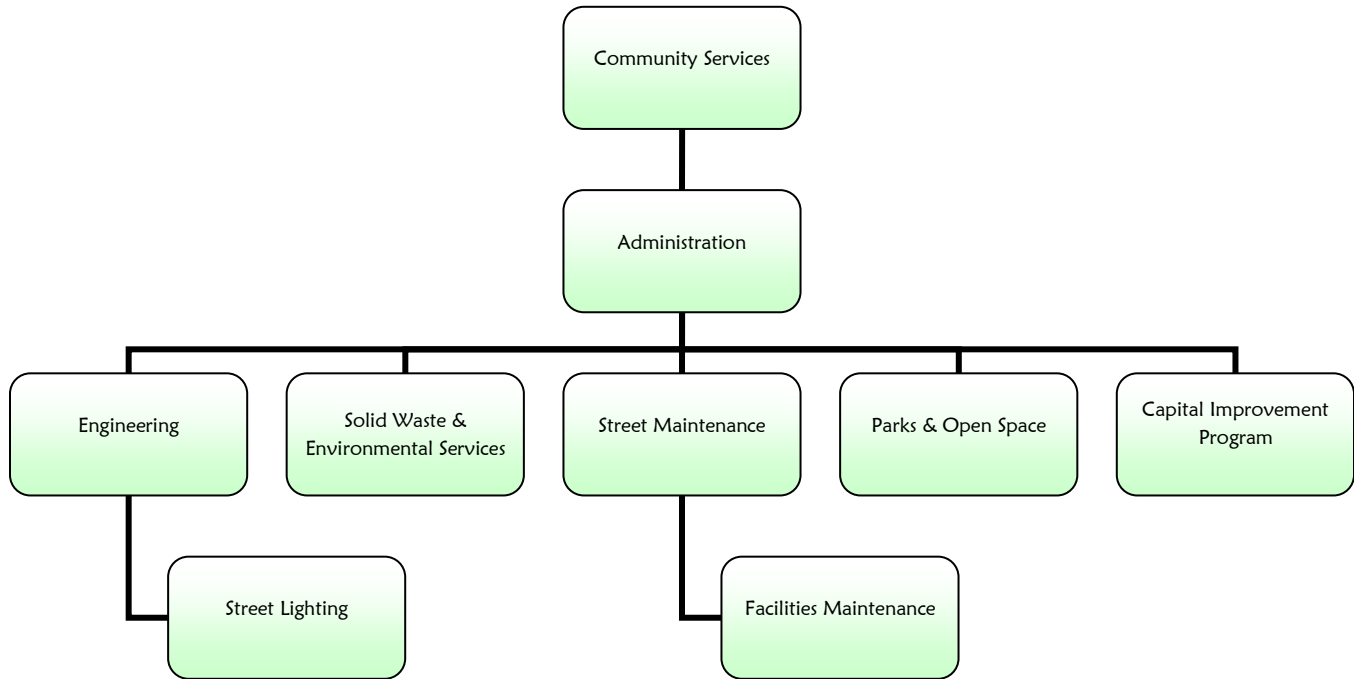 Community Services
Administration
Engineering
Solid Waste &
Environmental Services
Street Maintenance
Parks & Open Space
Capital Improvement
Program
Street Lighting
Facilities Maintenance